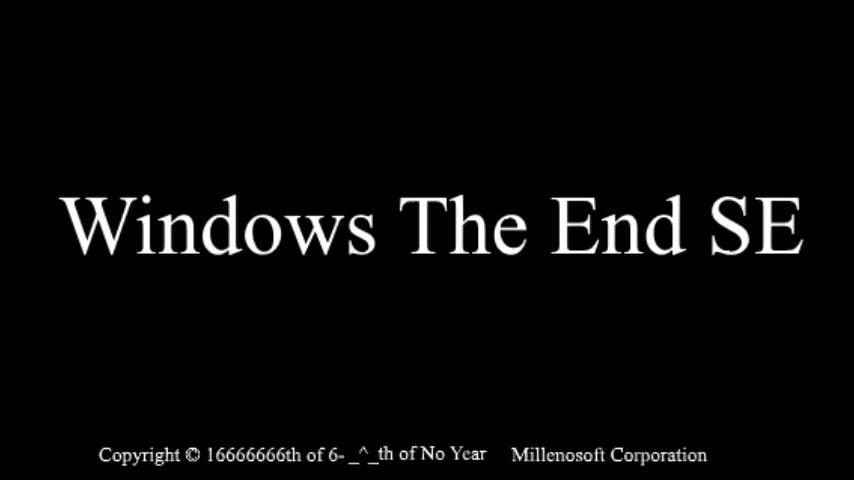 Windows The End SE
Copyright © 16666666th of 6- _^_th of No Year Millenosoft Corporation